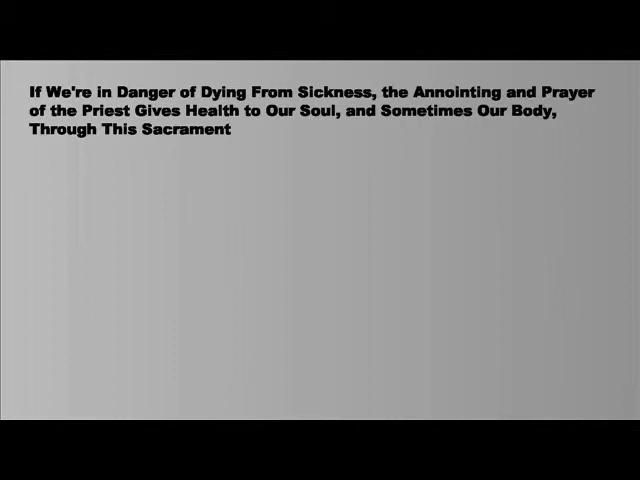 If We're in Danger of Dying From Sickness, the Annointing and Prayer
of the Priest Gives Health to Our Soul, and Sometimes Our Body,
Through This Sacrament